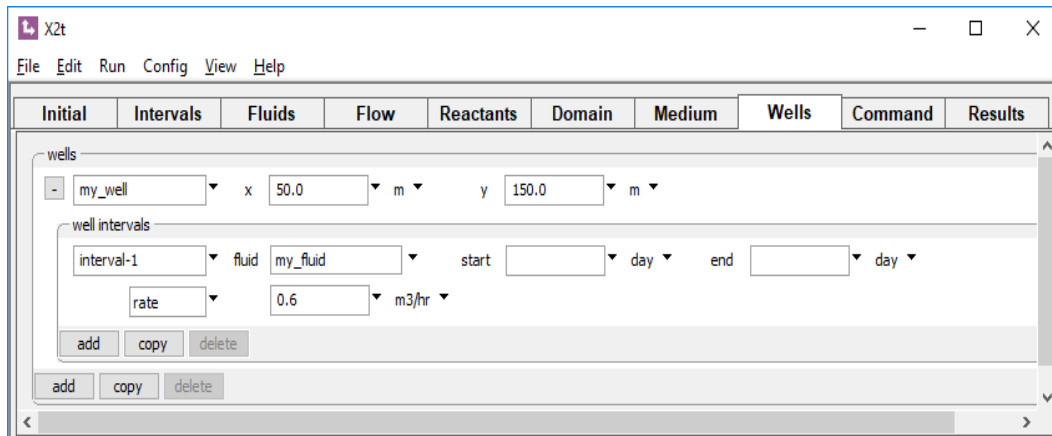 X2t
File Edit Run Config View Help
Initial Intervals Fluids Flow Reactants Domain Medium Wells Command Results
wells
- my_well x 50.0 m y 150.0 m
well intervals
interval-1 fluid my_fluid start day end day
rate 0.6 m3/hr
add copy delete
add copy delete